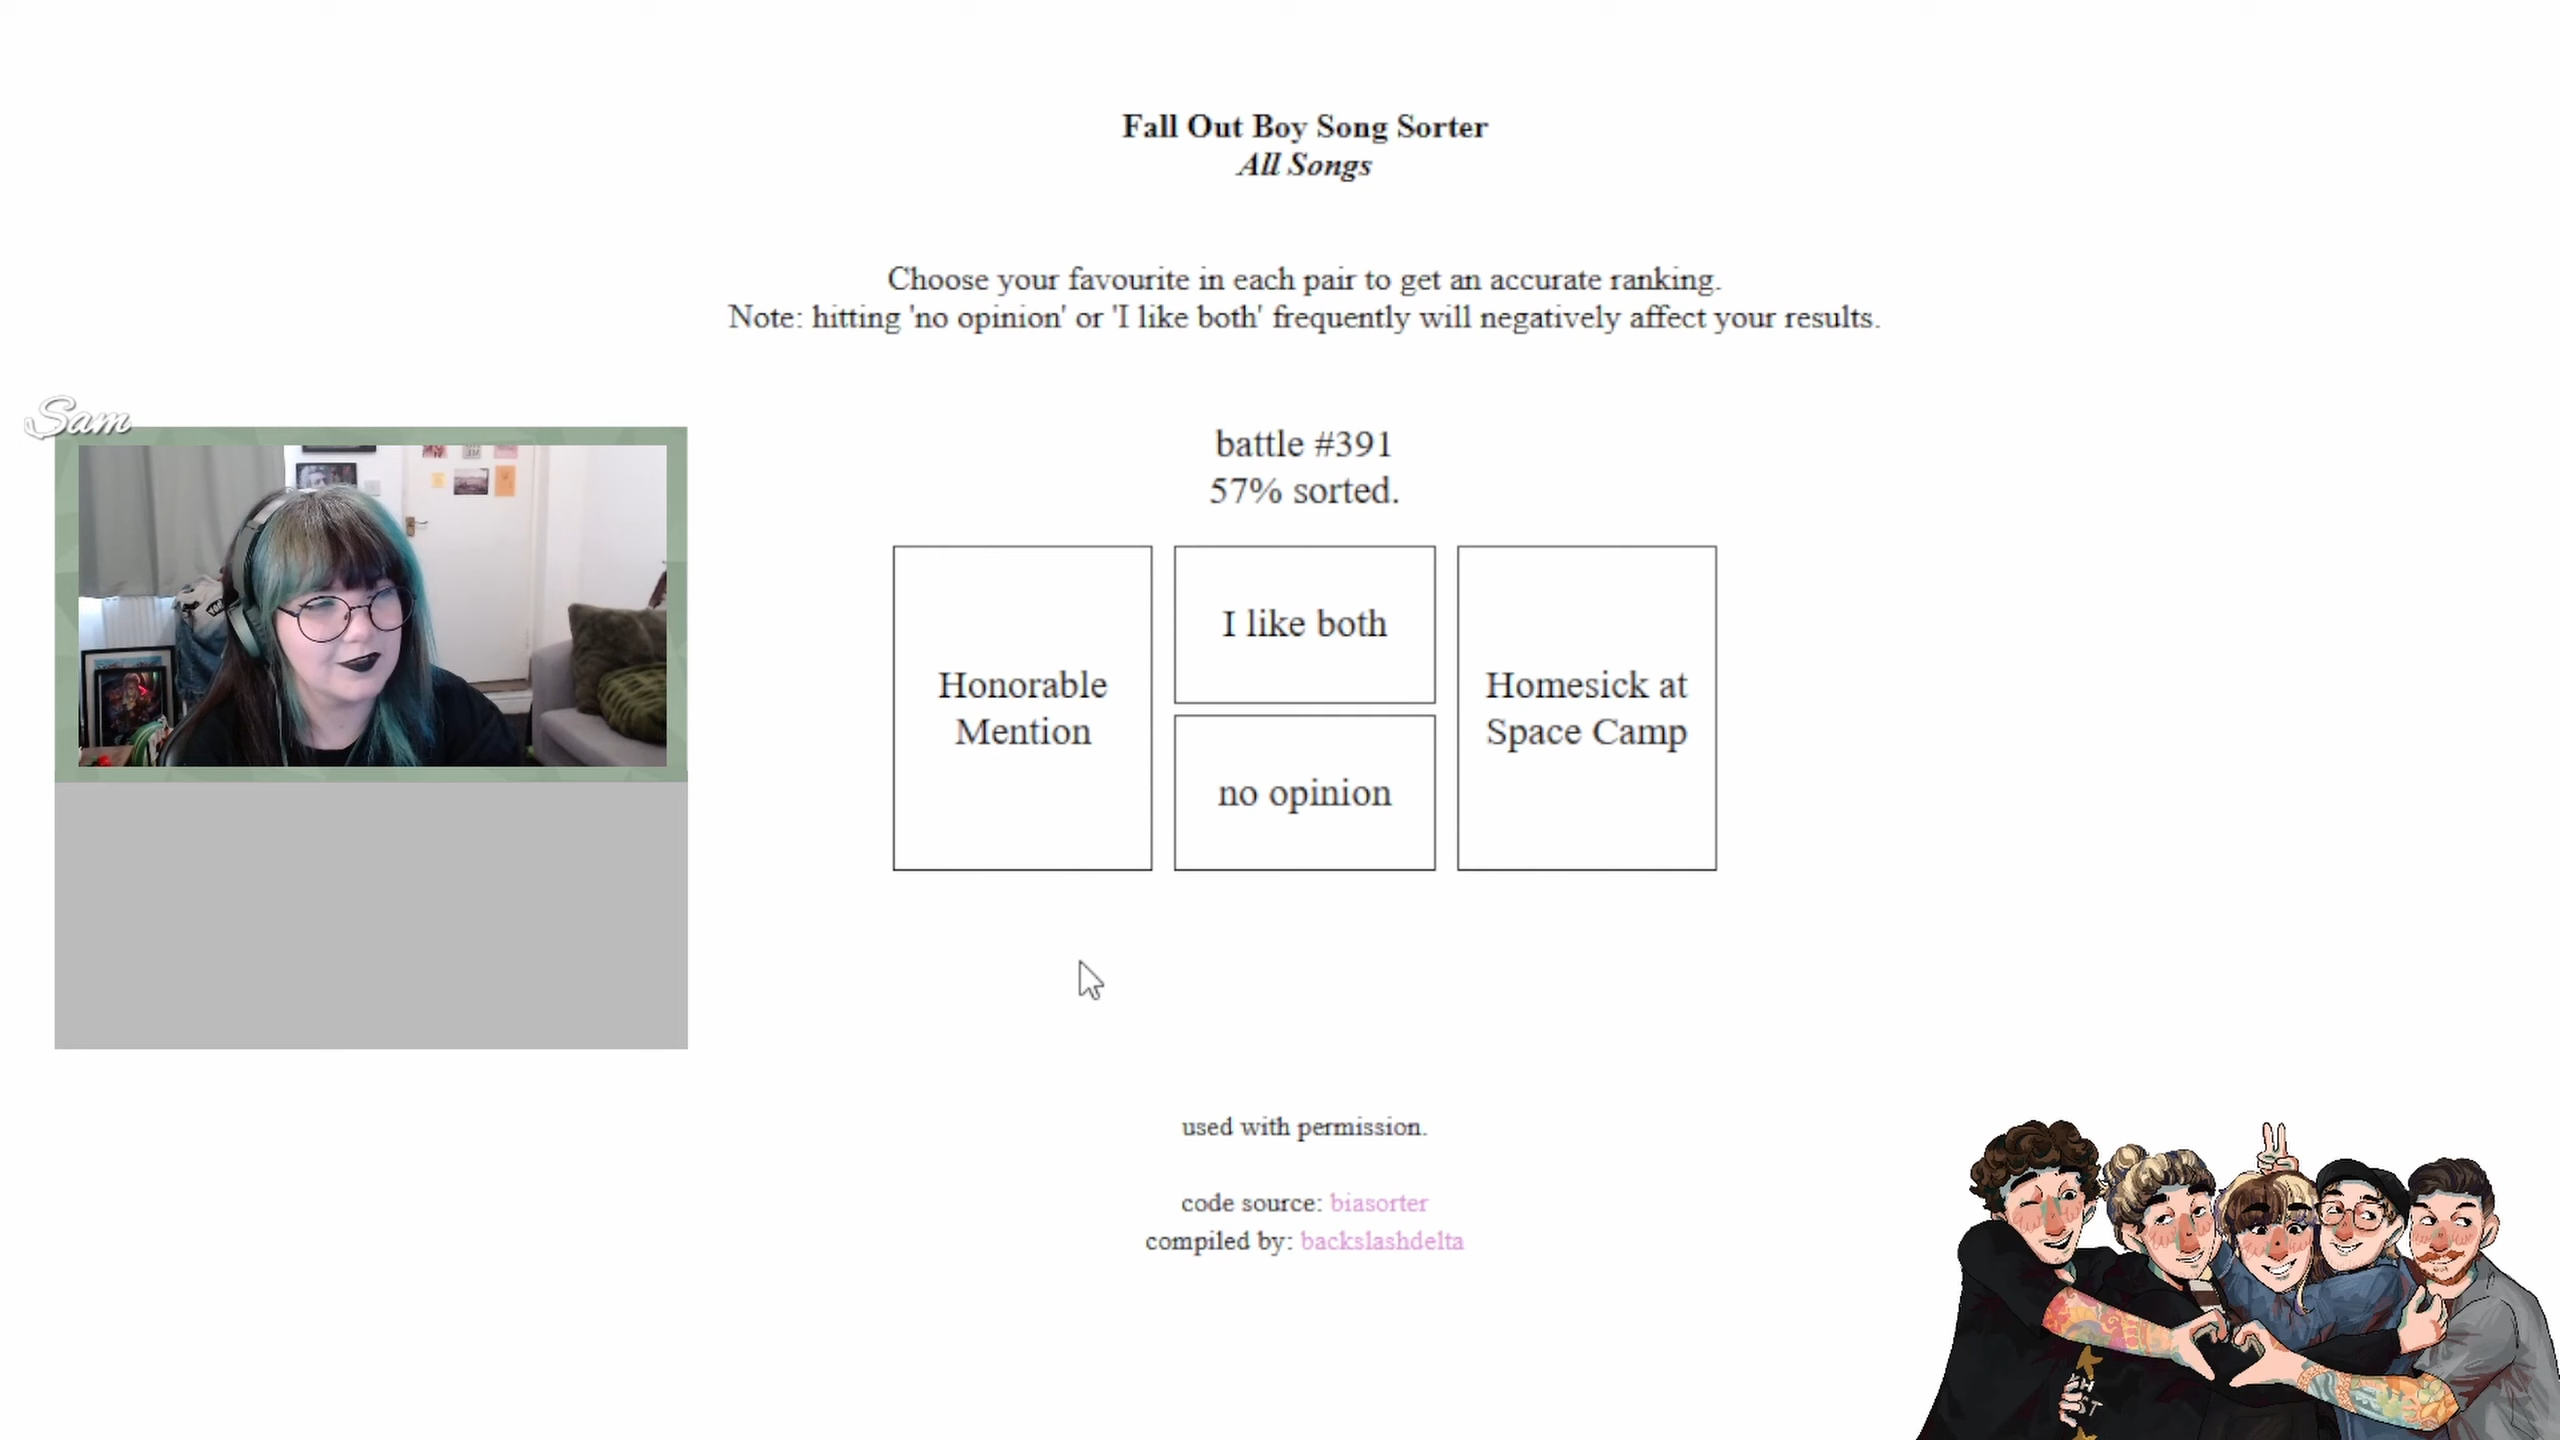 Fall Out Boy Song Sorter
All Songs
Choose your favourite in each pair to get an accurate ranking.
Note: hitting 'no opinion' or 'I like both' frequently will negatively affect your results.
Sam
battle #391
57% sorted.
Honorable
Mention
I like both
no opinion
Homesick at
Space Camp
used with permission.
code source: biasorter
compiled by: backslashdelta